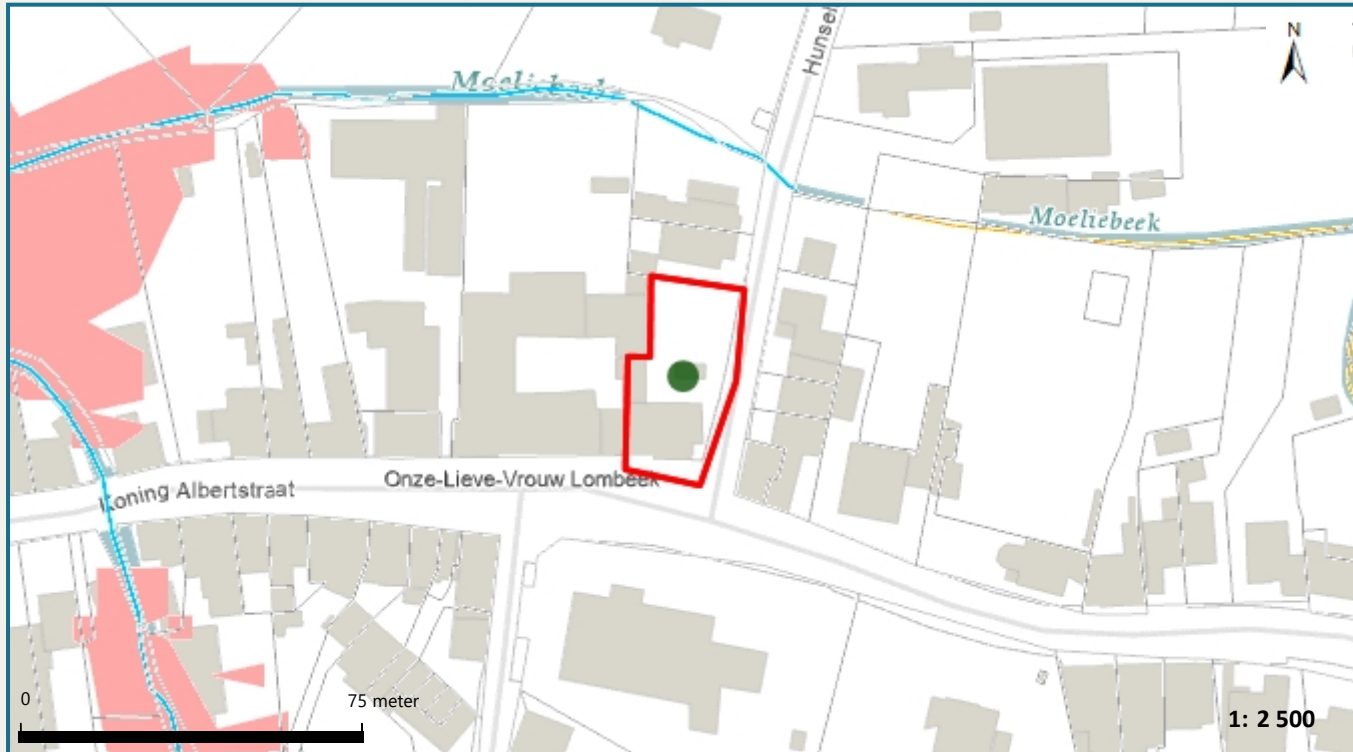 N
Moeliebeek
Hunsel
Moeliebeek
Onze-Lieve-Vrouw Lombeek
Koning Albertstraat
0
75 meter
1: 2 500
S